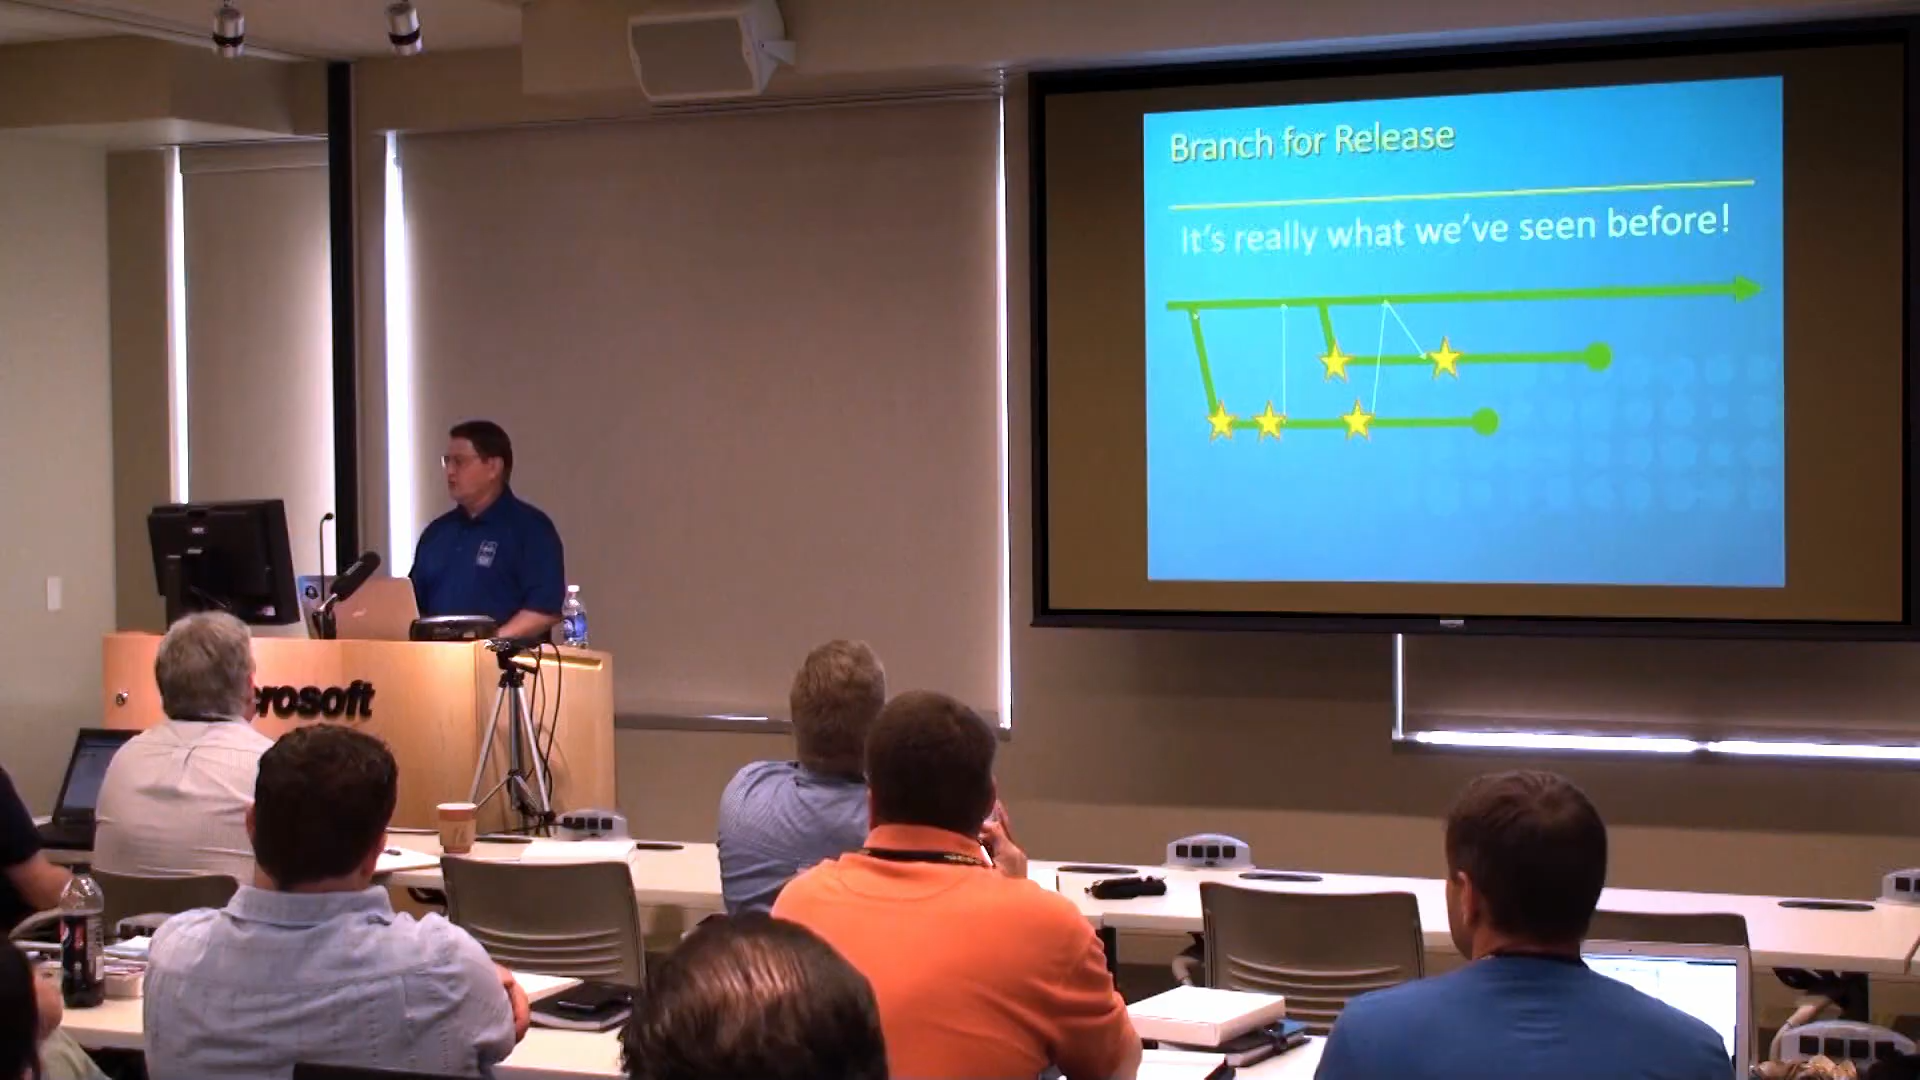 Branch for Release
It's really what we've seen before!
crosoft